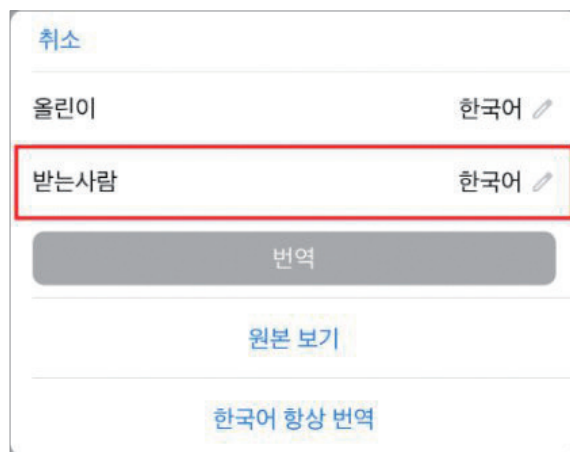 취소
올린이 한국어
받는사람 한국어
번역
원본 보기
한국어 항상 번역